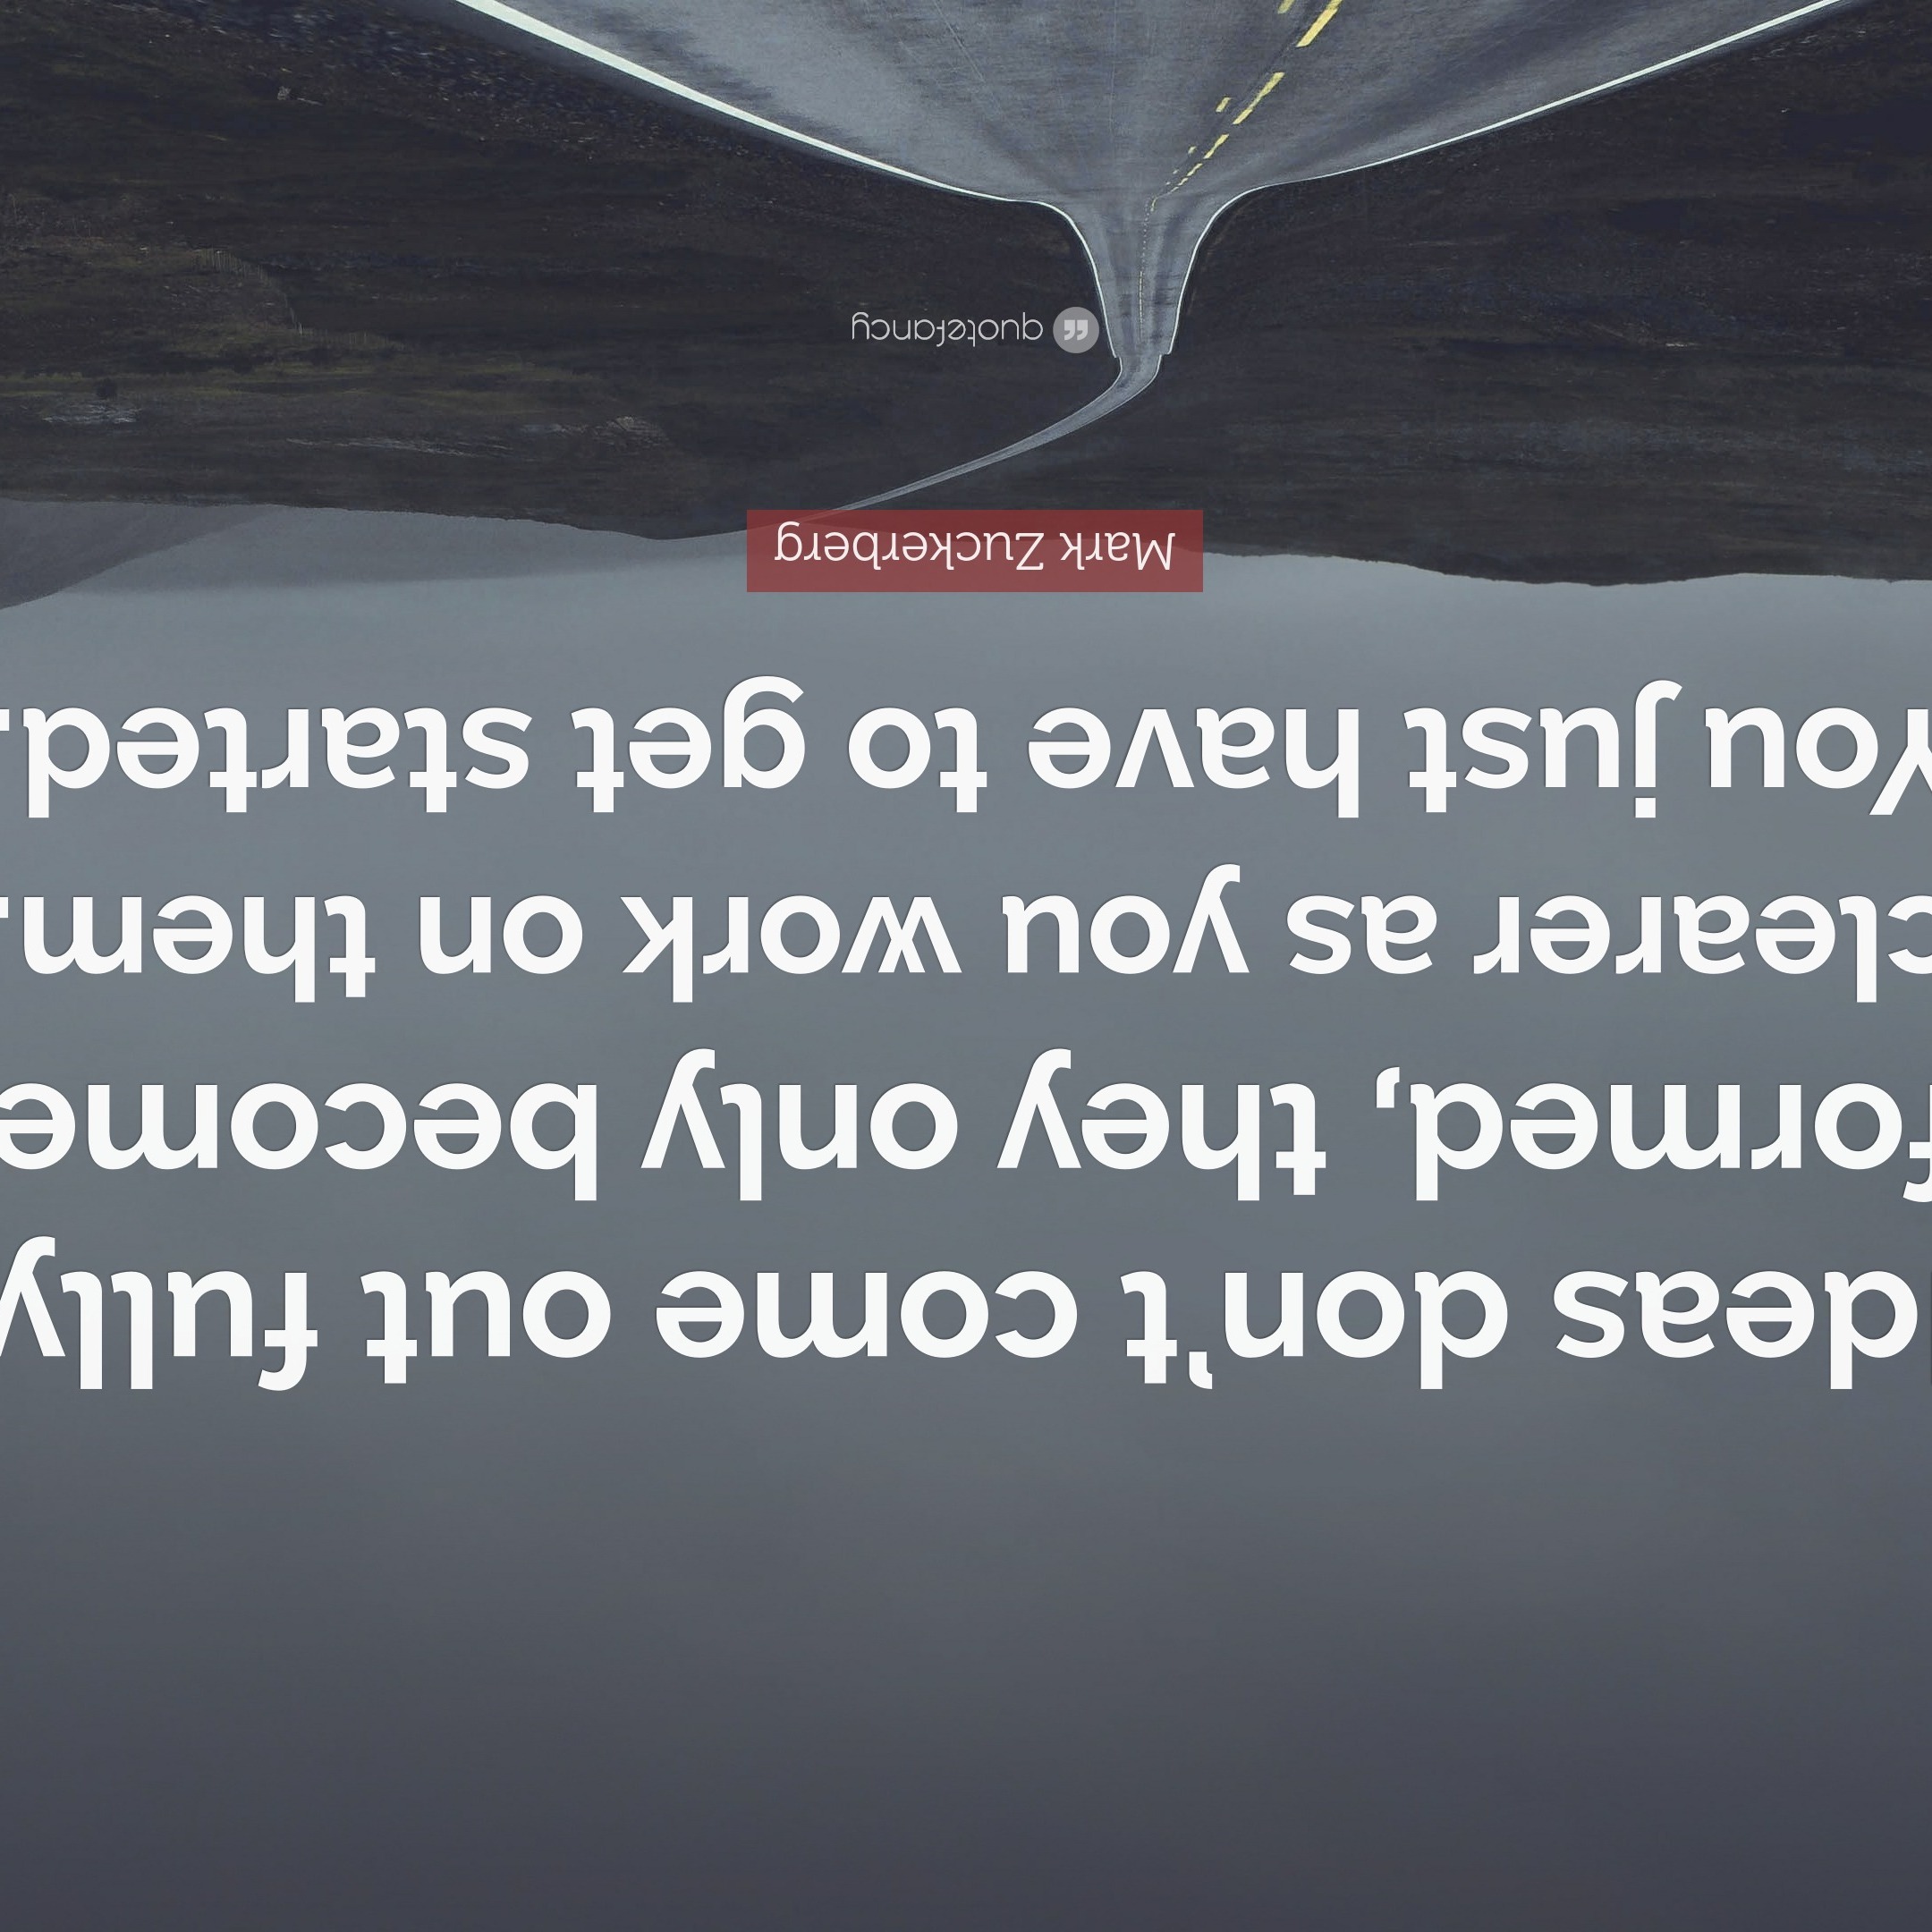 deas don't come out fully
formed, they only become
clearer as you work on them.
You just have to get started.
Mark Zuckerberg
quotefancy